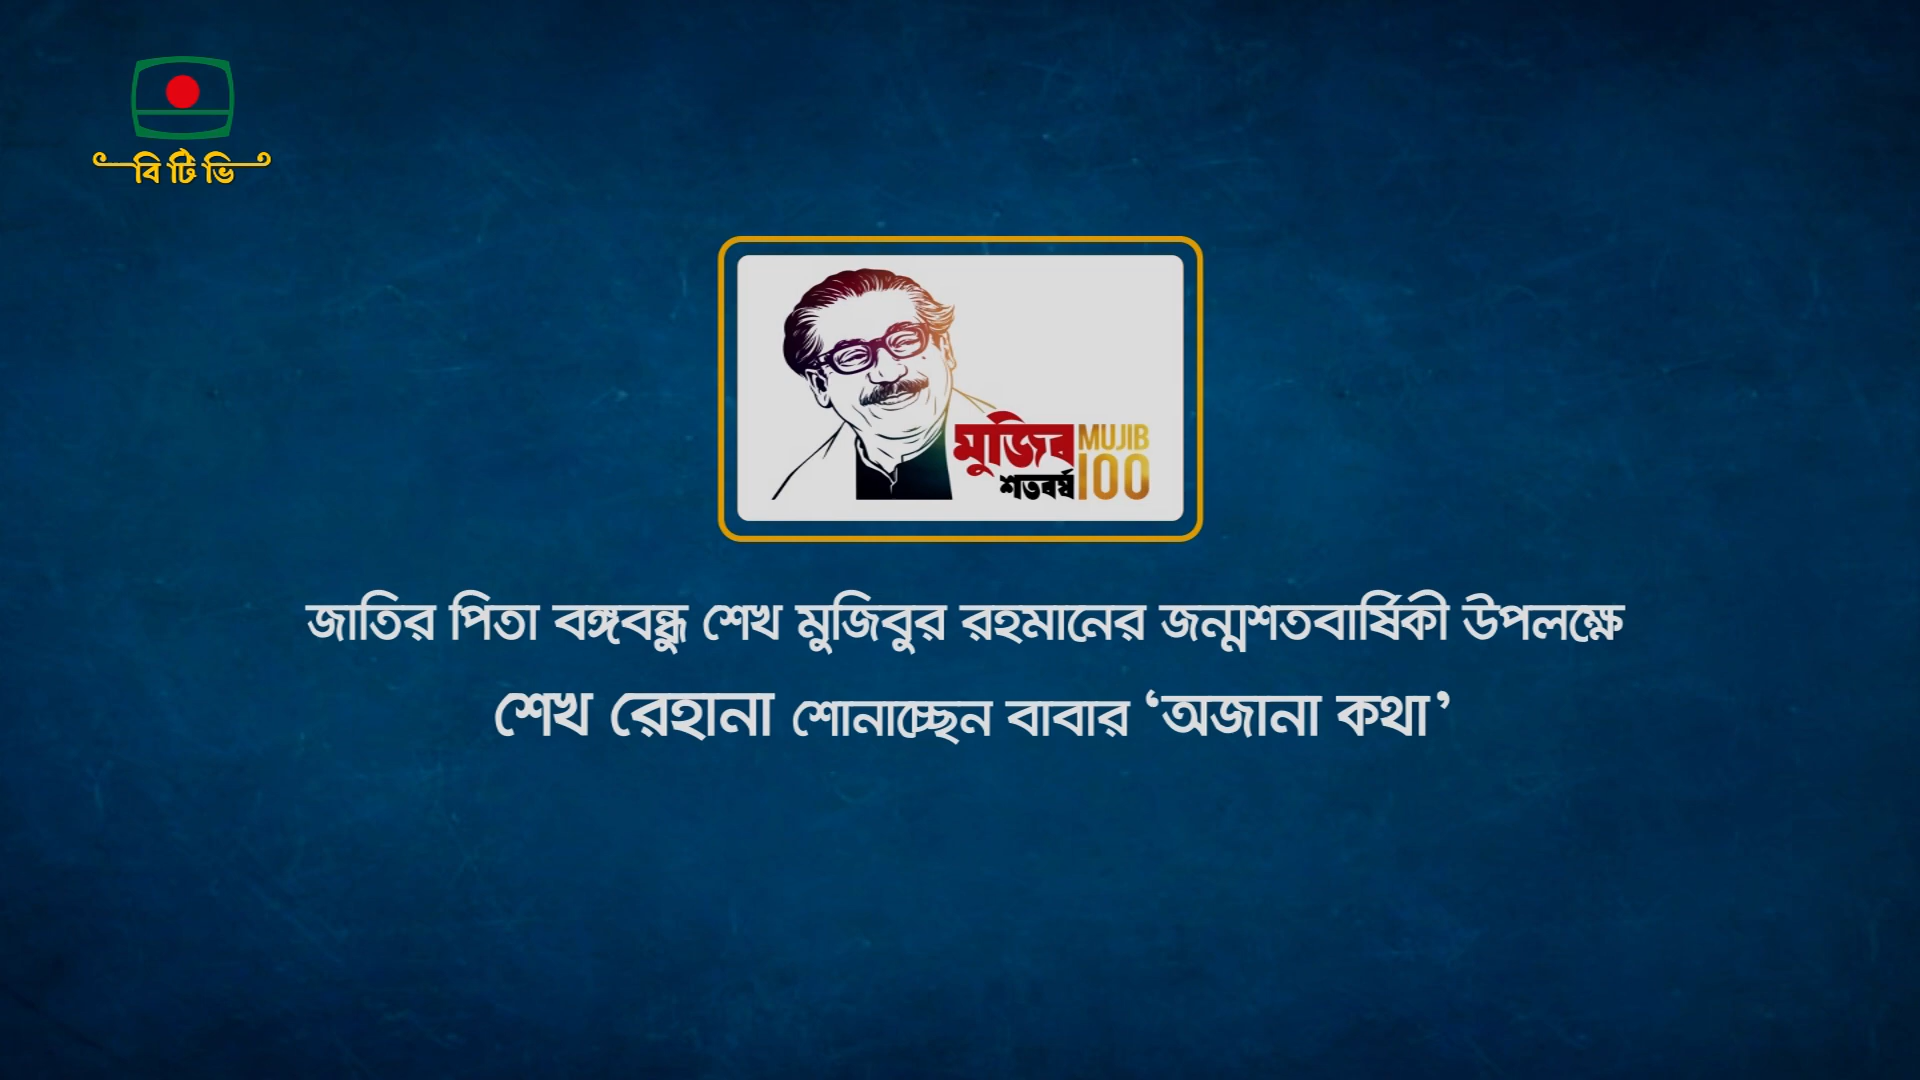 বিটিভি
মুজিব MUJIB
শতবর্ষ 100
জাতির পিতা বঙ্গবন্ধু শেখ মুজিবুর রহমানের জন্মশতবার্ষিকী উপলক্ষে
শেখ রেহানা শোনাচ্ছেন বাবার ‘অজানা কথা’